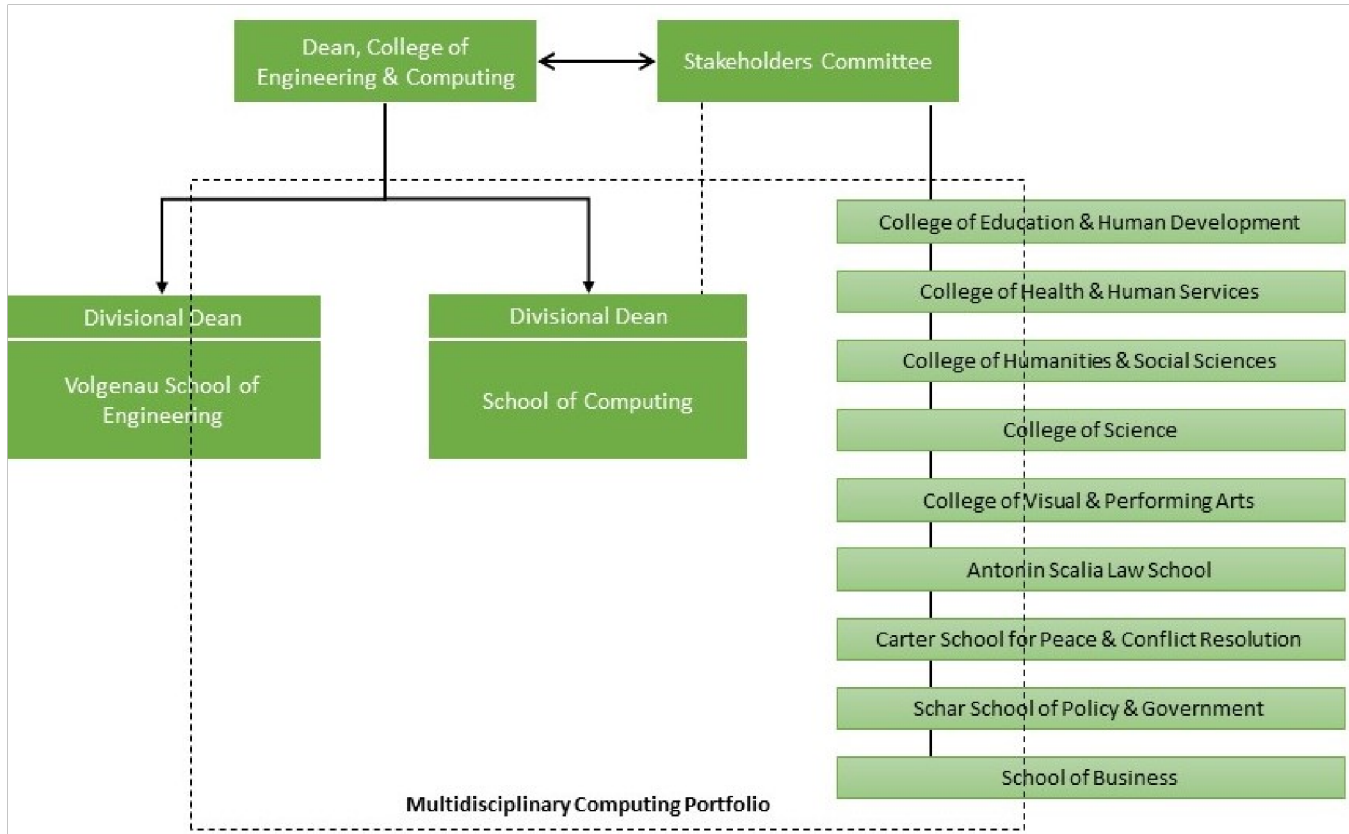 Dean, College of
Engineering & Computing
Stakeholders Committee
Divisional Dean
Volgenau School of
Engineering
Divisional Dean
School of Computing
College of Education & Human Development
College of Health & Human Services
College of Humanities & Social Sciences
College of Science
College of Visual & Performing Arts
Antonin Scalia Law School
Carter School for Peace & Conflict Resolution
Schar School of Policy & Government
School of Business
Multidisciplinary Computing Portfolio